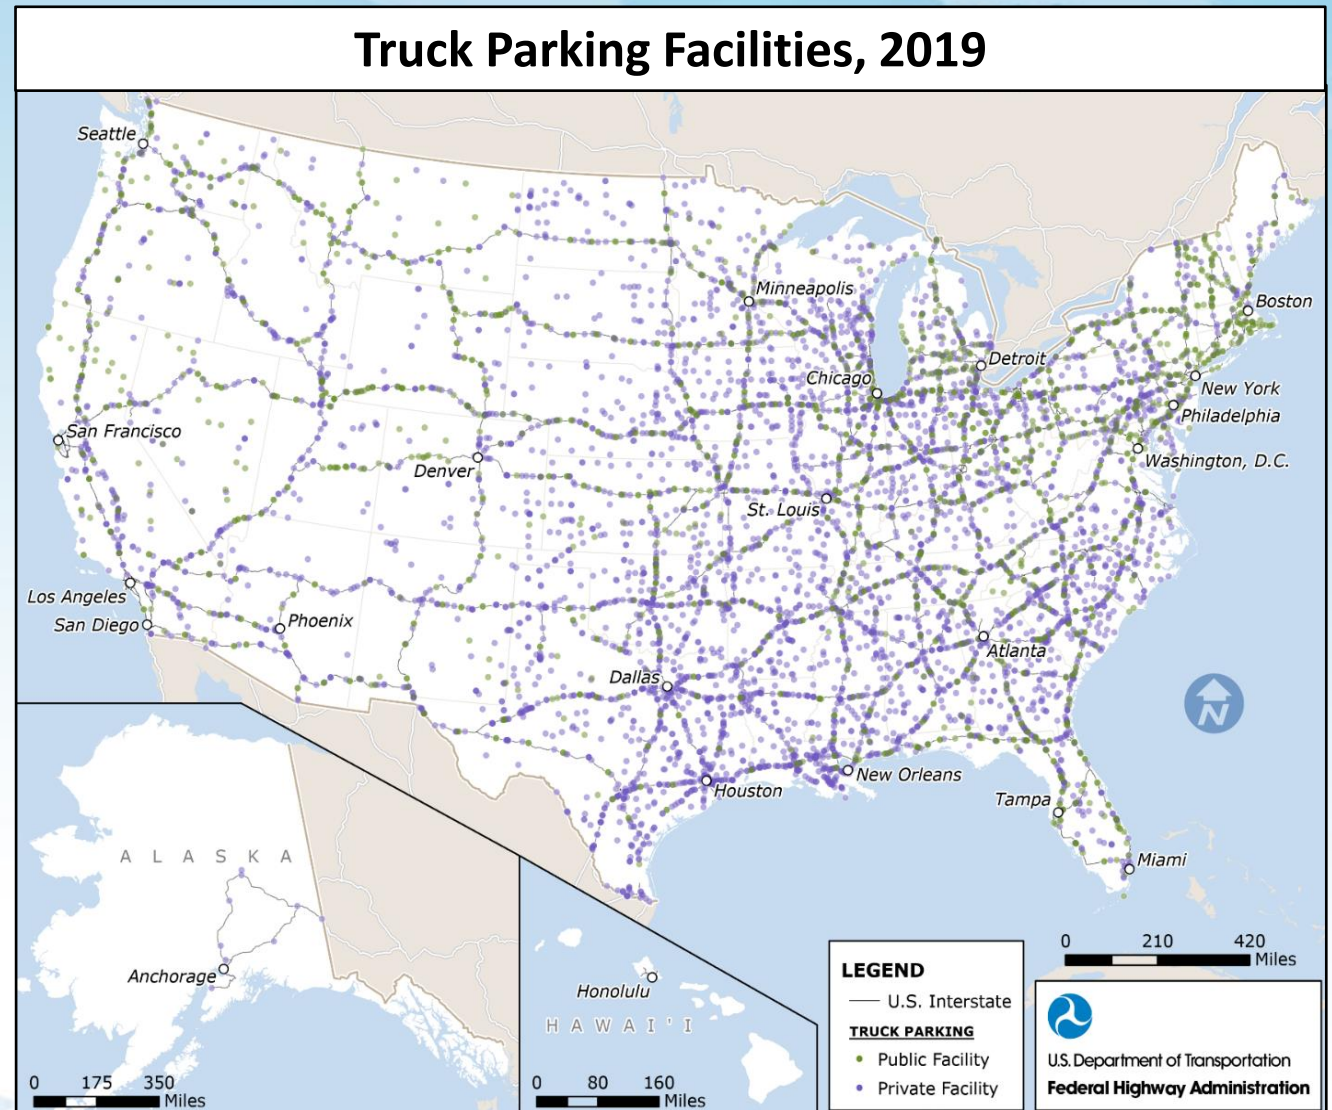 Truck Parking Facilities, 2019
Seattle
Minneapolis
Boston
Detroit
Chicago
New York
Philadelphia
San Francisco
Denver
Washington, D.C.
St. Louis
Los Angeles
San Diego
Phoenix
Atlanta
Dallas
New Orleans
Houston
Tampa
Miami
N
ALASKA
Anchorage
0 175 350
Miles
Honolulu
HAWAI'I
0 80 160
Miles
LEGEND
U.S. Interstate
TRUCK PARKING
Public Facility
Private Facility
0 210 420
Miles
U.S. Department of Transportation
Federal Highway Administration